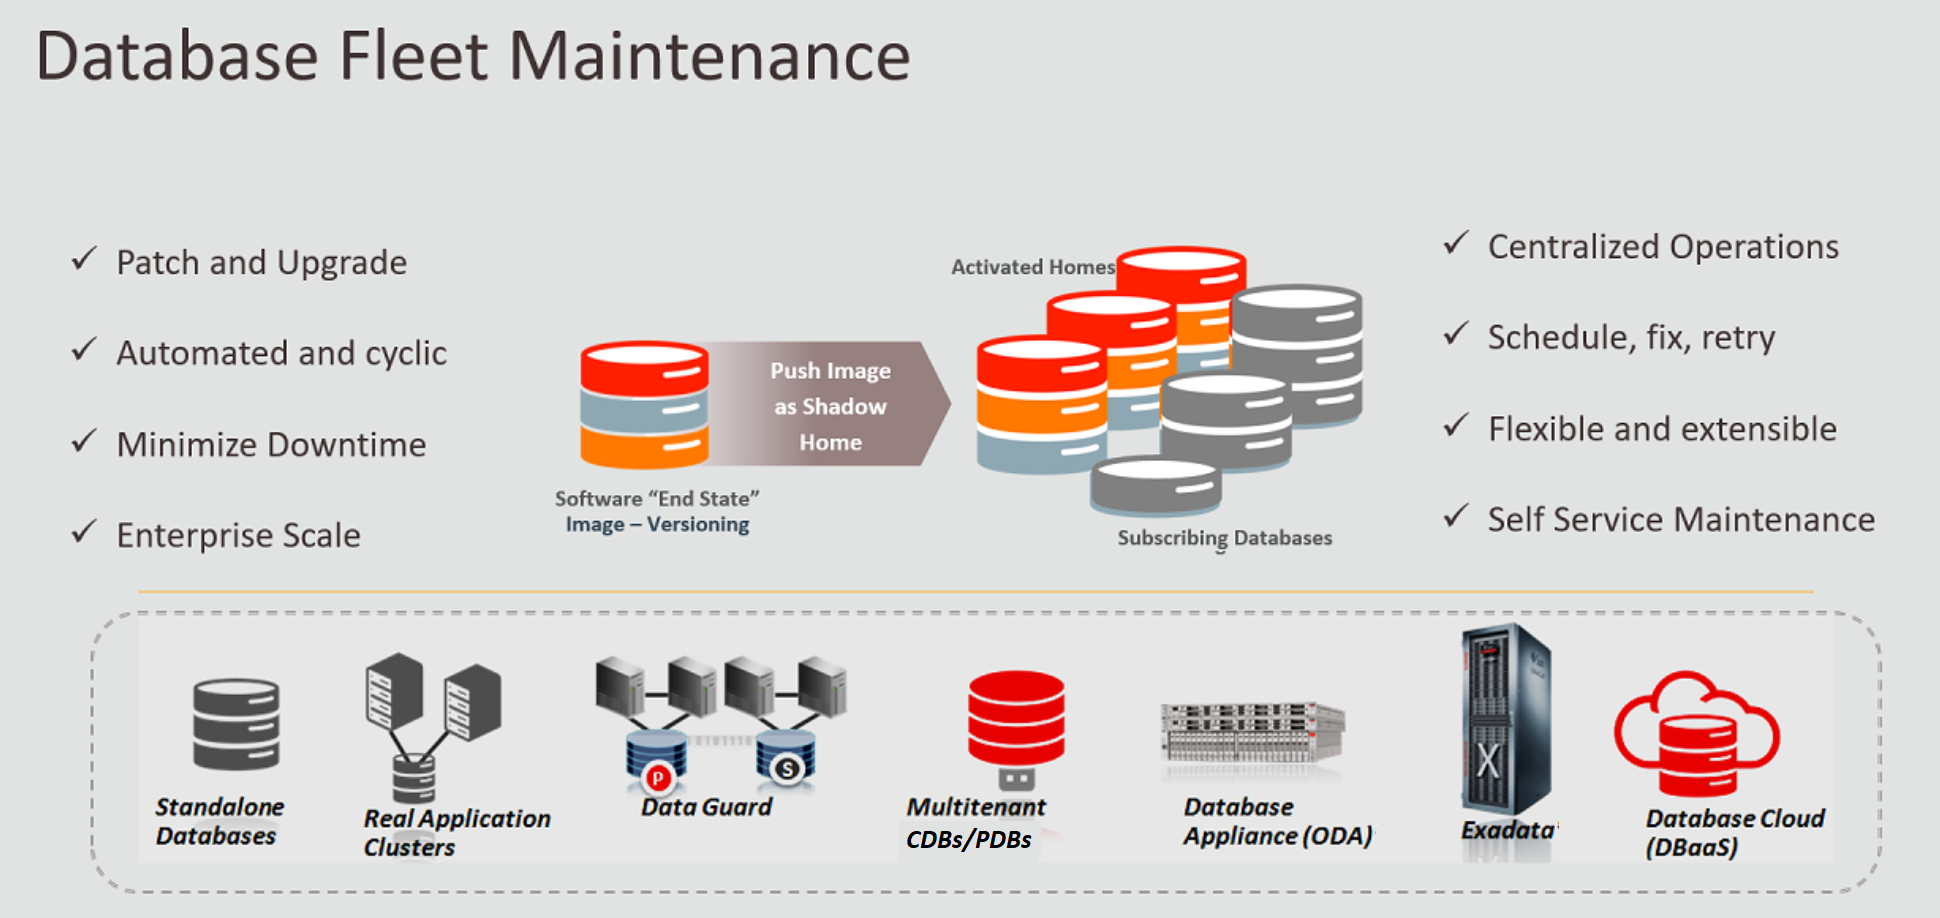 Database Fleet Maintenance
Patch and Upgrade
Automated and cyclic
Minimize Downtime
Enterprise Scale
Push Image
as Shadow
Home
Software “End State”
Image – Versioning
Activated Homes
Subscribing Databases
Centralized Operations
Schedule, fix, retry
Flexible and extensible
Self Service Maintenance
Standalone
Databases
Real Application
Clusters
P
S
Data Guard
Multitenant
CDBs/PDBs
Database
Appliance (ODA)
X
Exadata
Database Cloud
(DBaaS)